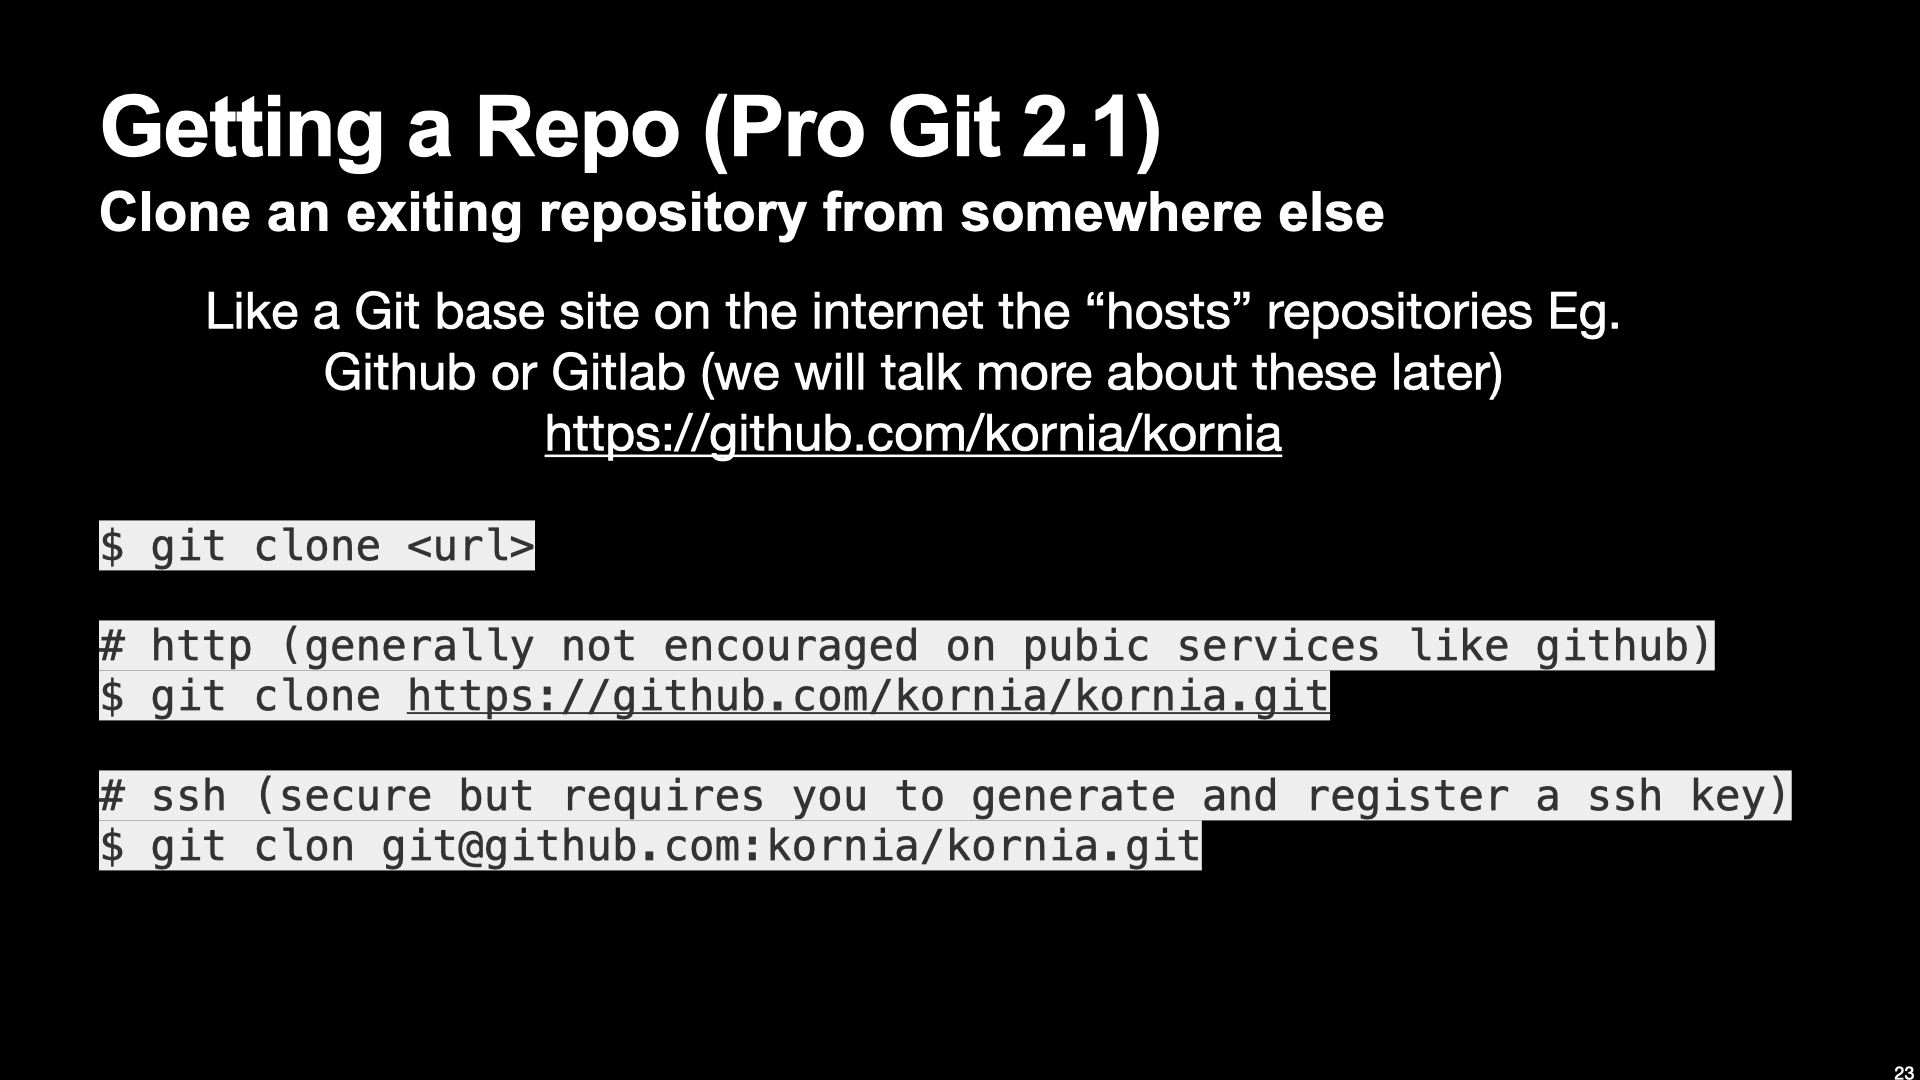 Getting a Repo (Pro Git 2.1)
Clone an exiting repository from somewhere else
Like a Git base site on the internet the “hosts” repositories Eg.
Github or Gitlab (we will talk more about these later)
https://github.com/kornia/kornia
$ git clone <url>
# http (generally not encouraged on pubic services like github)
$ git clone https://github.com/kornia/kornia.git
# ssh (secure but requires you to generate and register a ssh key)
$ git clon git@github.com:kornia/kornia.git
23